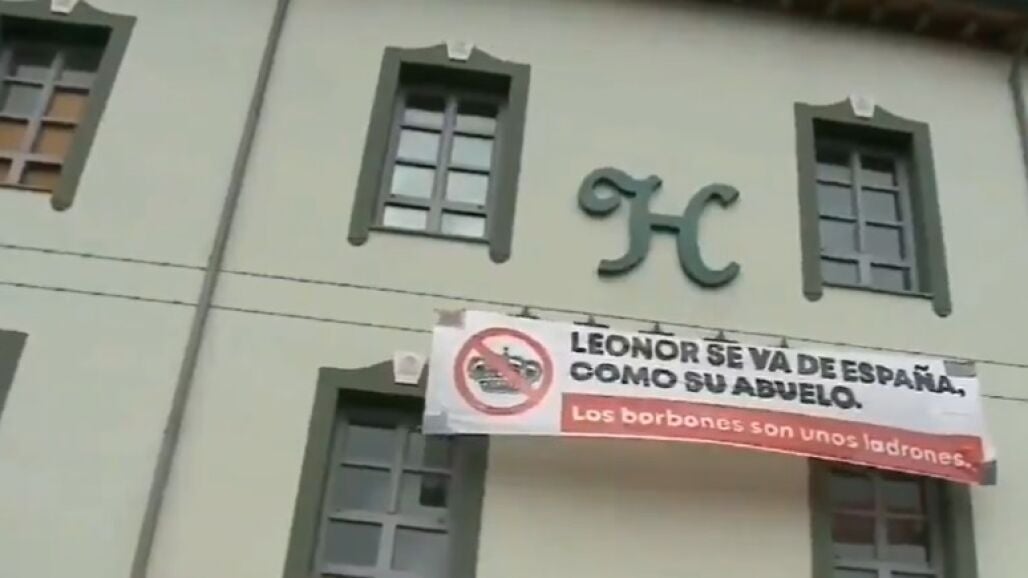 H
LEONOR SE VA DE ESPAÑA,
COMO SU ABUELO.
Los borbones son unos ladrones.